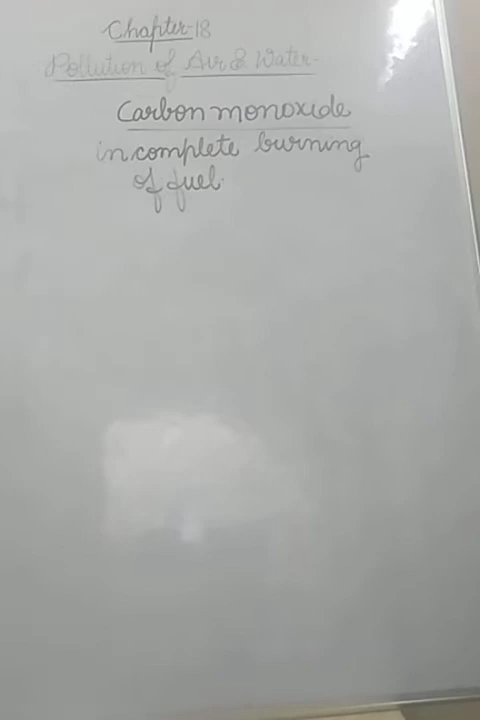 Chapter-18
Pollution of Air & Water-
Carbon monoxide
incomplete burning
of fuel.